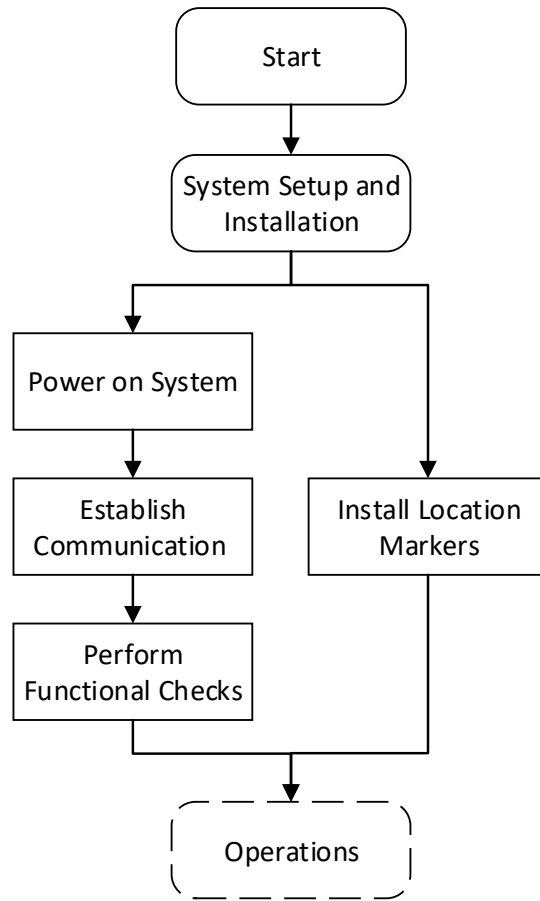 Start
System Setup and
Installation
Power on System
Establish
Communication
Install Location
Markers
Perform
Functional Checks
Operations